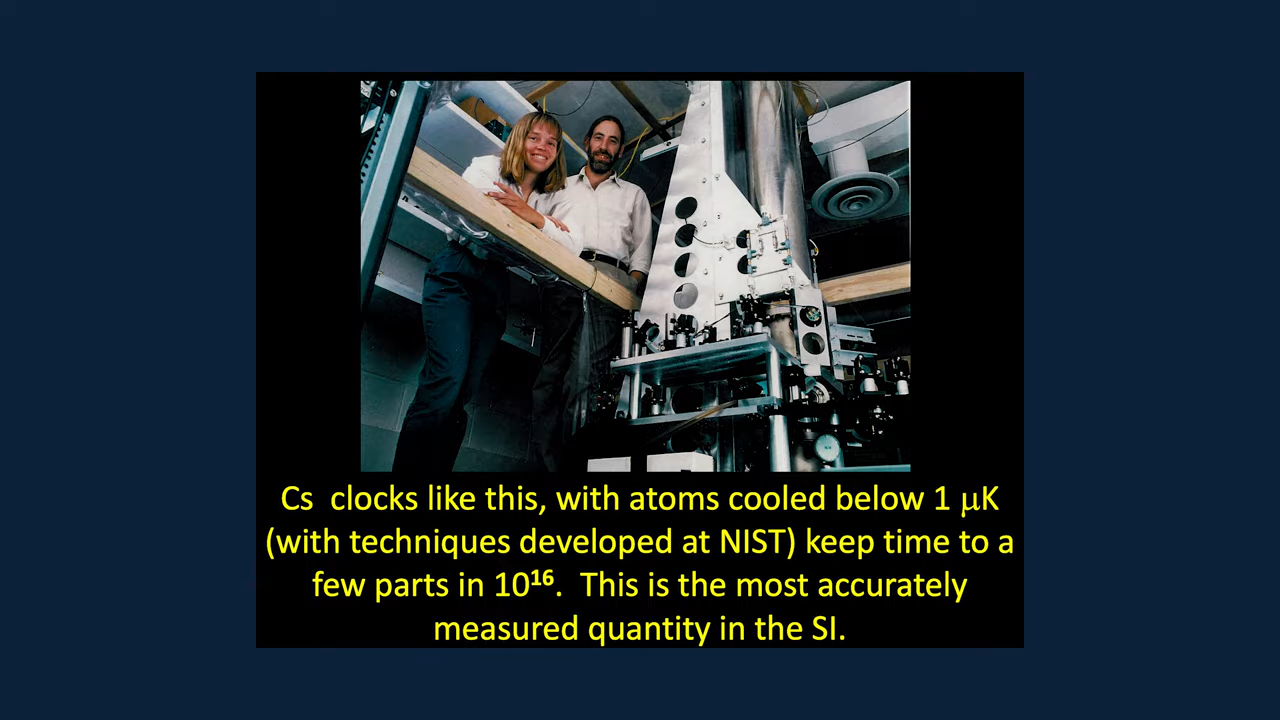 Cs  clocks like this, with atoms cooled below 1 μK
(with techniques developed at NIST) keep time to a
few parts in 10¹⁶.  This is the most accurately
measured quantity in the SI.